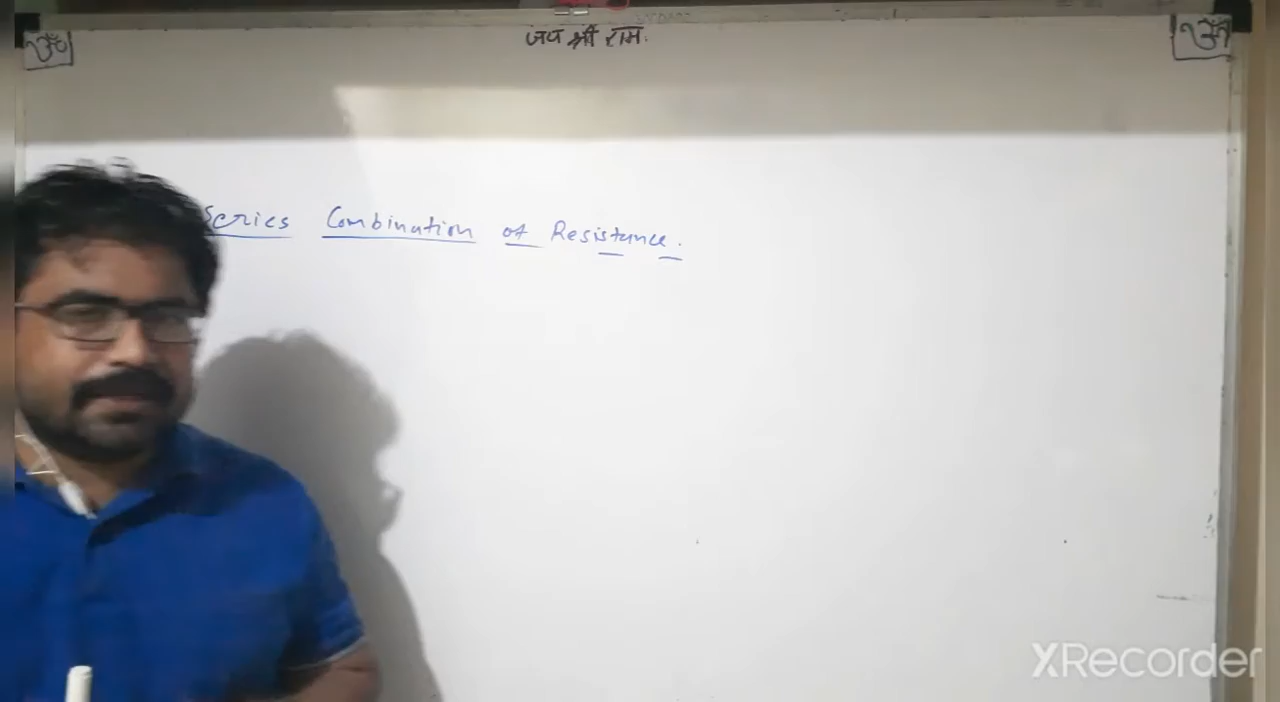 जय श्री राम.
ॐ
ॐ
Series Combination of Resistance.
XRecorder